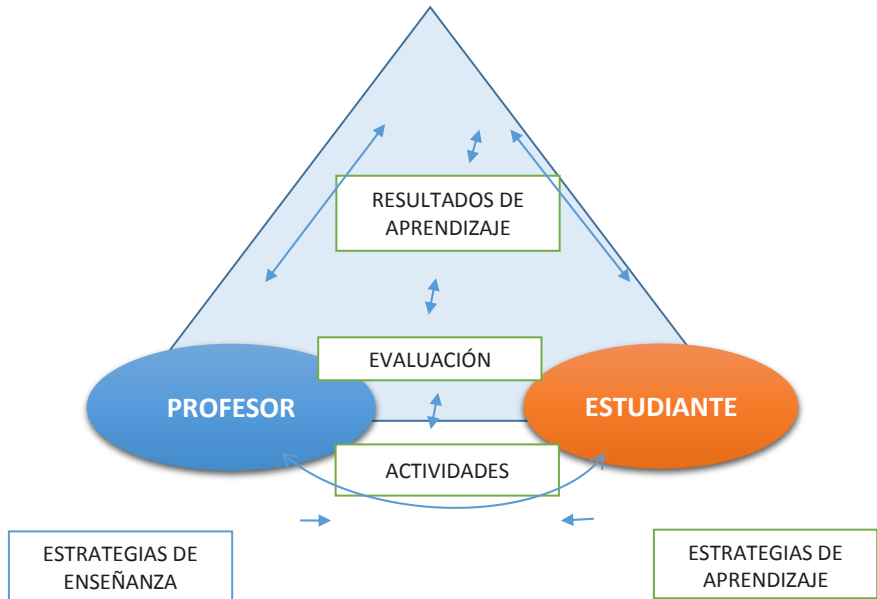 RESULTADOS DE
APRENDIZAJE
EVALUACIÓN
PROFESOR
ESTUDIANTE
ACTIVIDADES
ESTRATEGIAS DE
ENSEÑANZA
ESTRATEGIAS DE
APRENDIZAJE